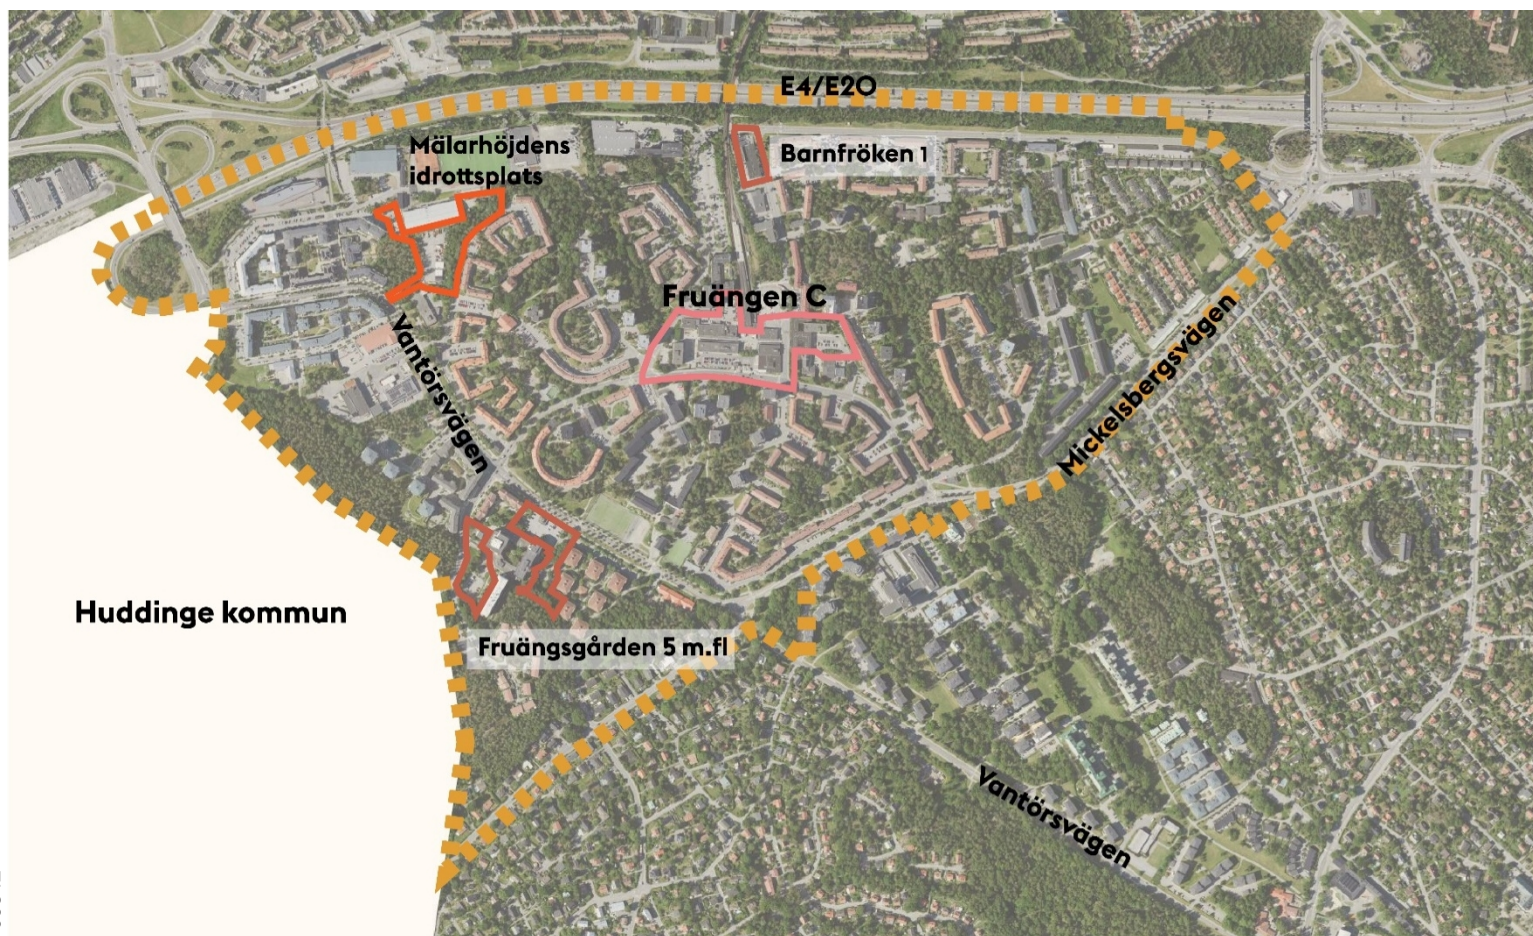 E4/E20
Mälarhöjdens
idrottsplats
Barnfröken 1
Fruängen C
Vantörsvägen
Mickelsbergsvägen
Huddinge kommun
Fruängsgården 5 m.fl
Vantörsvägen